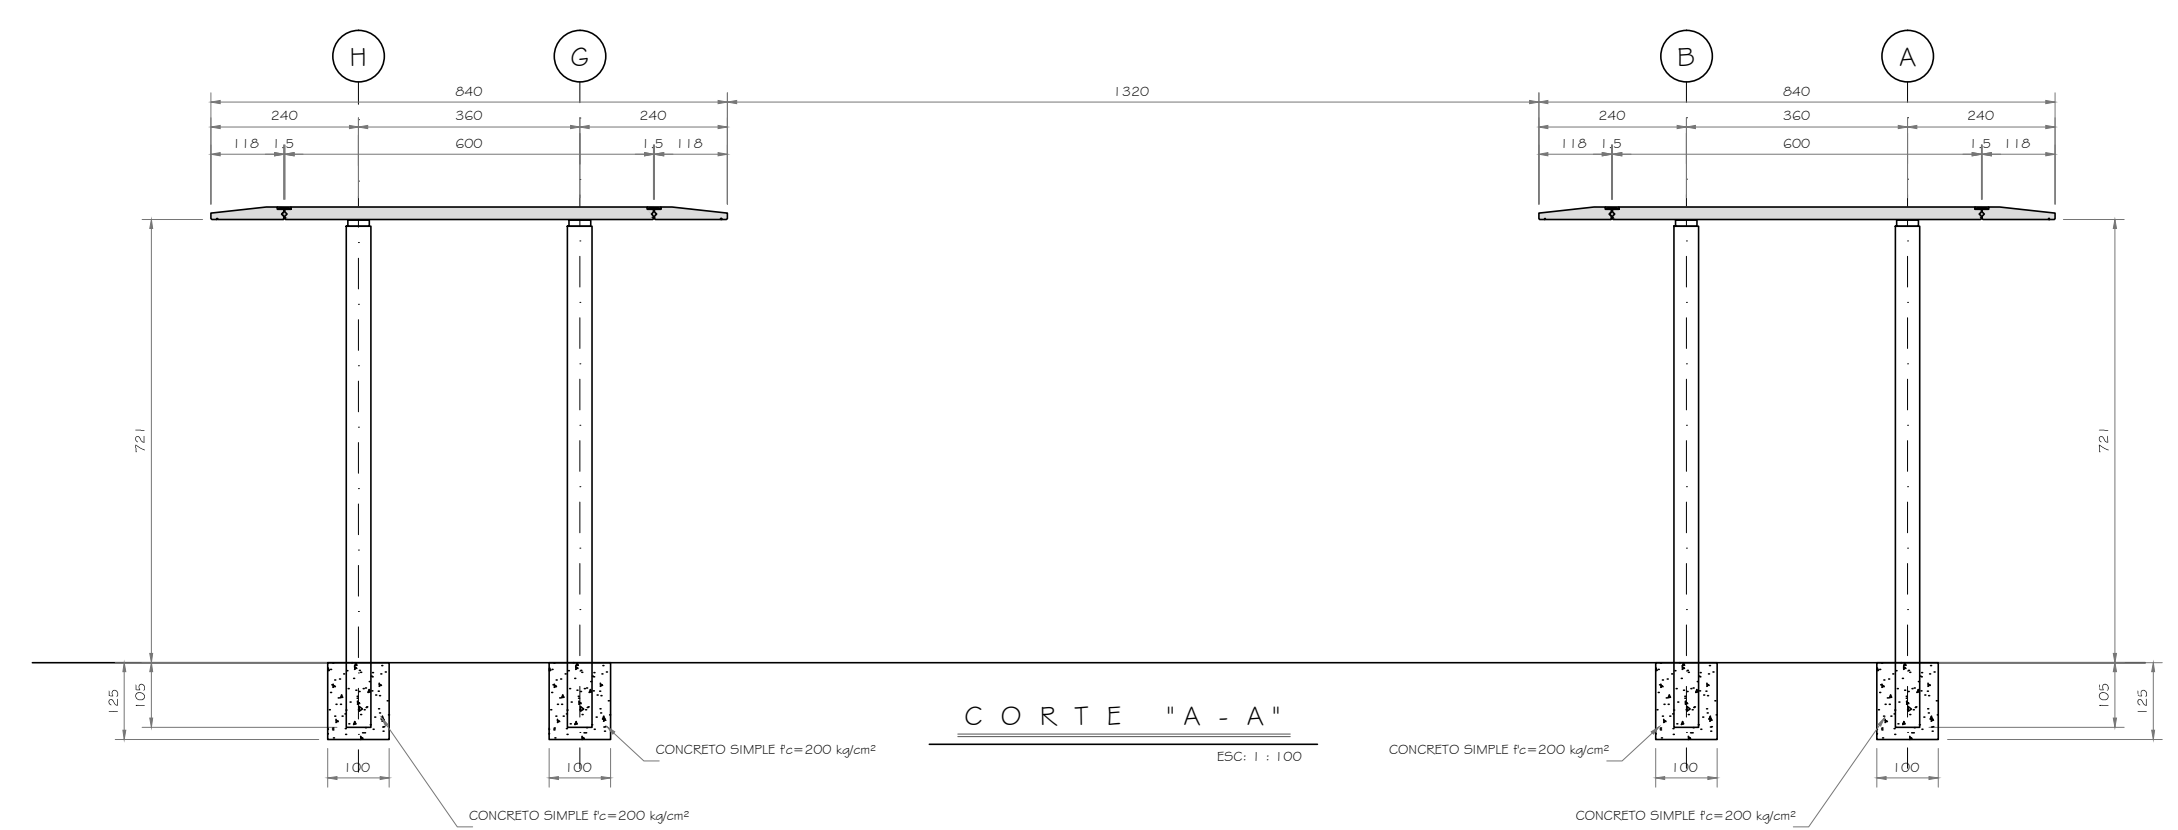 H G B A
840 1320 840
240 360 240 240 360 240
118 1.5 600 1.5 118 118 1.5 600 1.5 118
721 721
125 105 105 125
CORTE "A - A"
CONCRETO SIMPLE f'c=200 kg/cm² CONCRETO SIMPLE f'c=200 kg/cm²
ESC: 1 : 100
100 100 100 100
CONCRETO SIMPLE f'c=200 kg/cm² CONCRETO SIMPLE f'c=200 kg/cm²